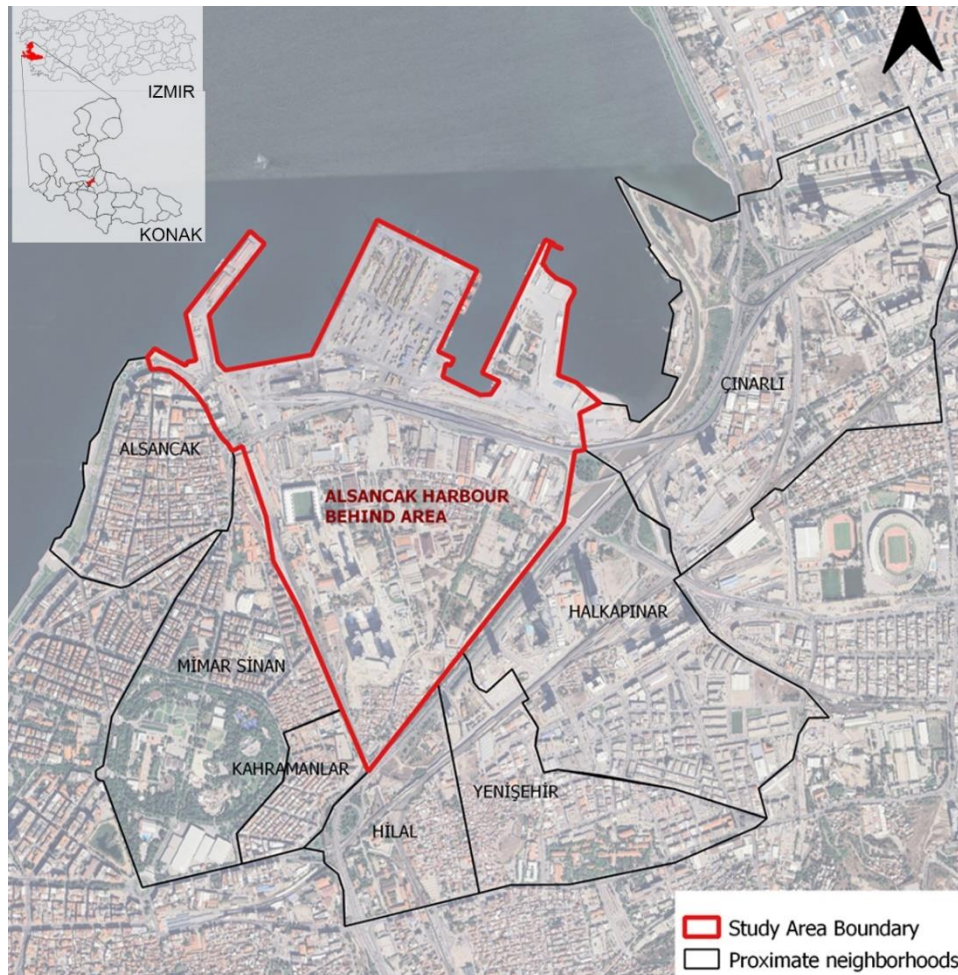 IZMIR
KONAK
ÇINARLI
ALSANCAK
ALSANCAK HARBOUR
BEHIND AREA
HALKAPINAR
MİMAR SİNAN
KAHRAMANLAR
YENİŞEHİR
HİLAL
Study Area Boundary
Proximate neighborhoods